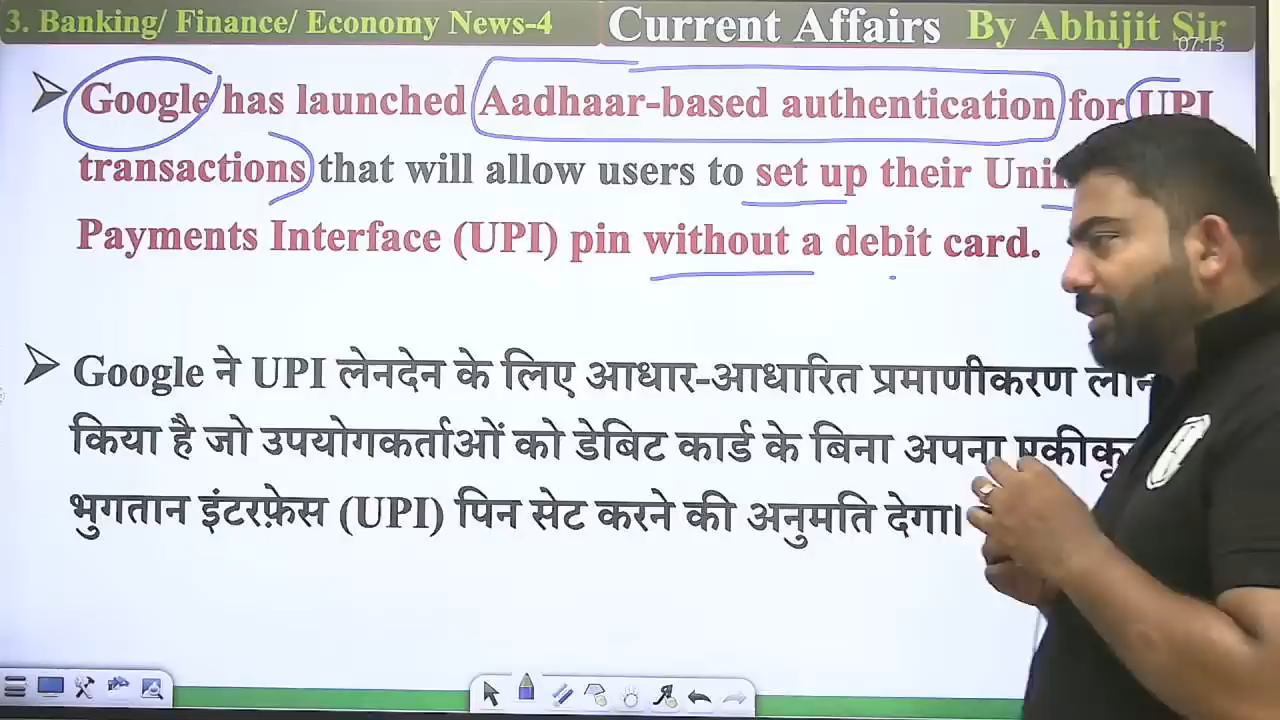 3. Banking/ Finance/ Economy News-4
Current Affairs By Abhijit Sir
07:13
Google has launched Aadhaar-based authentication for UPI
transactions that will allow users to set up their
Payments Interface (UPI) pin without a debit card.
Google ने UPI लेनदेन के लिए आधार-आधारित प्रमाणीकरण
किया है जो उपयोगकर्ताओं को डेबिट कार्ड के बिना अपना
भुगतान इंटरफ़ेस (UPI) पिन सेट करने की अनुमति देगा।